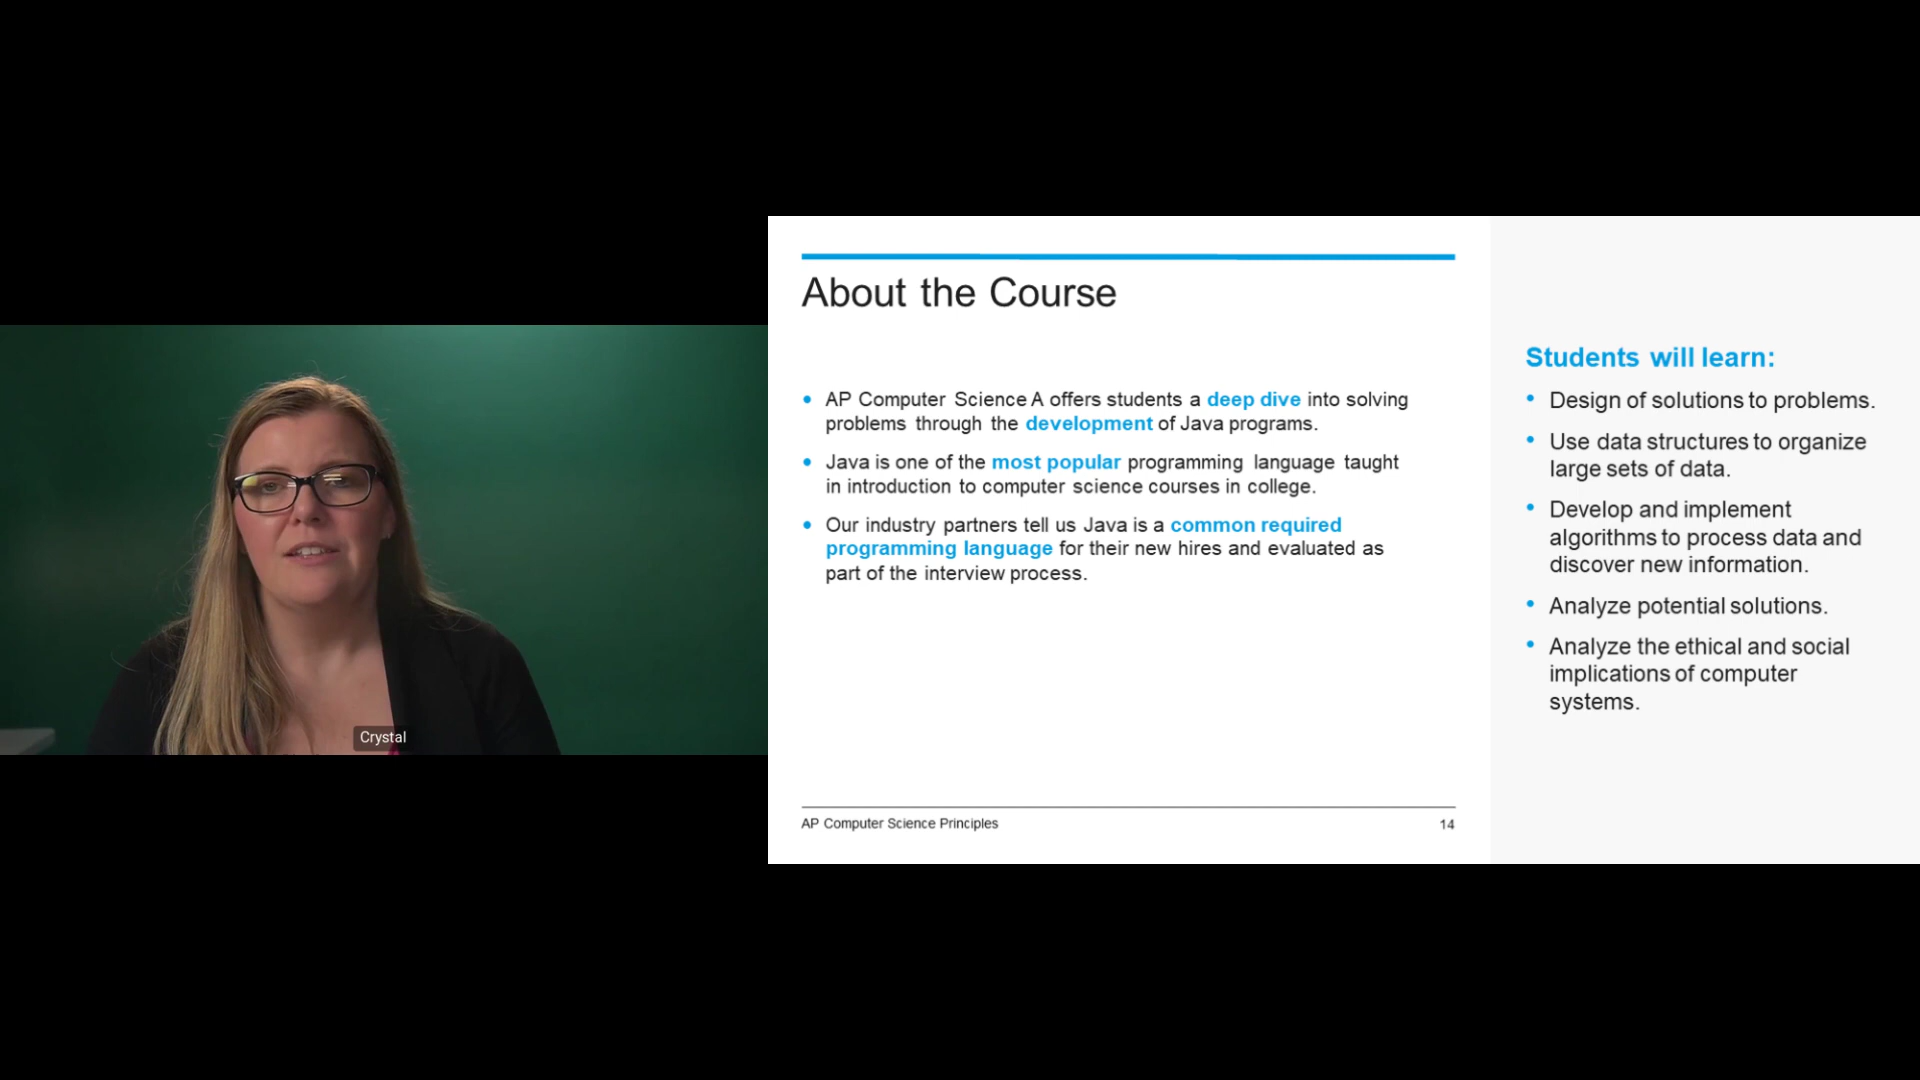 Crystal
About the Course
• AP Computer Science A offers students a deep dive into solving
problems through the development of Java programs.
• Java is one of the most popular programming language taught
in introduction to computer science courses in college.
• Our industry partners tell us Java is a common required
programming language for their new hires and evaluated as
part of the interview process.
AP Computer Science Principles
14
Students will learn:
• Design of solutions to problems.
• Use data structures to organize
large sets of data.
• Develop and implement
algorithms to process data and
discover new information.
• Analyze potential solutions.
• Analyze the ethical and social
implications of computer
systems.